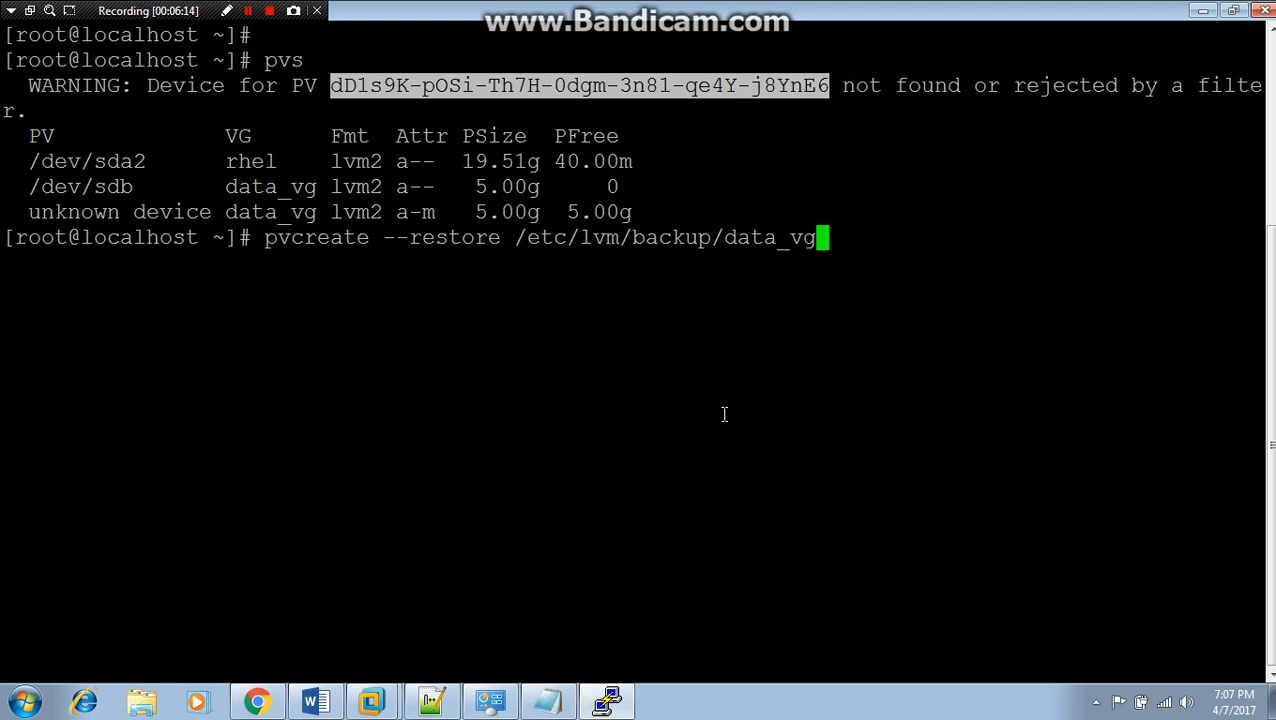 Recording [00:06:14]
www.Bandicam.com
[root@localhost ~]#
[root@localhost ~]# pvs
WARNING: Device for PV dD1s9K-pOSi-Th7H-0dgm-3n81-qe4Y-j8YnE6 not found or rejected by a filte
r.
PV VG Fmt Attr PSize PFree
/dev/sda2 rhel lvm2 a-- 19.51g 40.00m
/dev/sdb data_vg lvm2 a-- 5.00g 0
unknown device data_vg lvm2 a-m 5.00g 5.00g
[root@localhost ~]# pvcreate --restore /etc/lvm/backup/data_vg
7:07 PM
4/7/2017